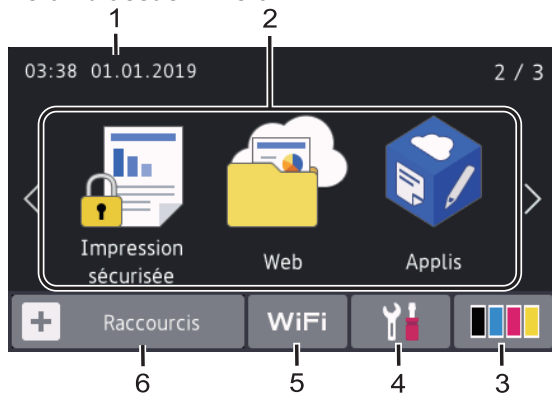 1
2
03:38 01.01.2019
2 / 3
Impression
sécurisée
Web
Applis
Raccourcis
WiFi
6
5
4
3